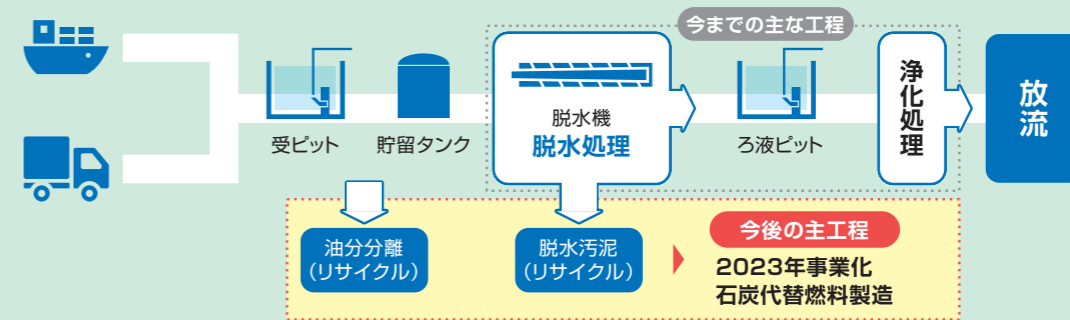 今までの主な工程
受ピット
貯留タンク
脱水機
脱水処理
ろ液ピット
浄化処理
放流
油分分離
(リサイクル)
脱水汚泥
(リサイクル)
今後の主工程
2023年事業化
石炭代替燃料製造